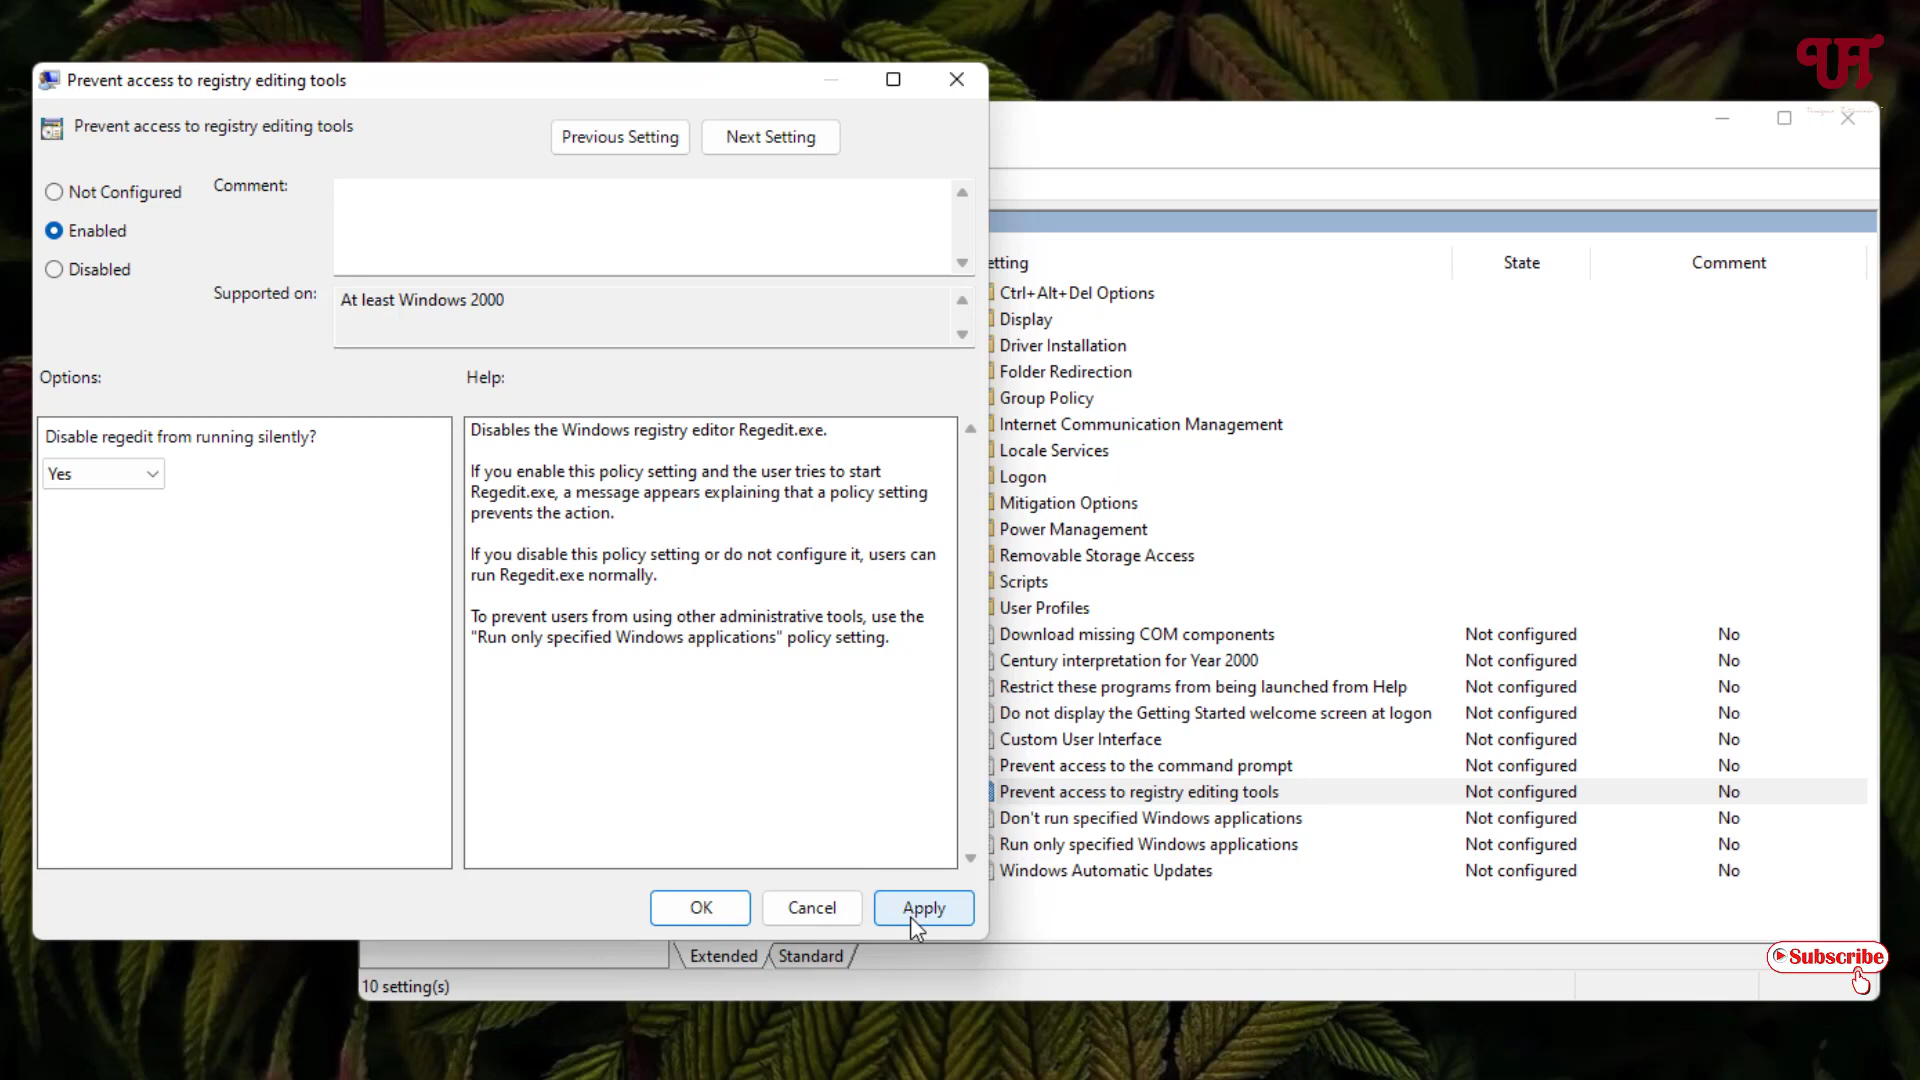 Prevent access to registry editing tools
Prevent access to registry editing tools
Previous Setting
Next Setting
Not Configured
Comment:
Enabled
Disabled
Supported on:
At least Windows 2000
Options:
Help:
Disable regedit from running silently?
Yes
Disables the Windows registry editor Regedit.exe.
If you enable this policy setting and the user tries to start
Regedit.exe, a message appears explaining that a policy setting
prevents the action.
If you disable this policy setting or do not configure it, users can
run Regedit.exe normally.
To prevent users from using other administrative tools, use the
"Run only specified Windows applications" policy setting.
OK
Cancel
Apply
etting State Comment
Ctrl+Alt+Del Options
Display
Driver Installation
Folder Redirection
Group Policy
Internet Communication Management
Locale Services
Logon
Mitigation Options
Power Management
Removable Storage Access
Scripts
User Profiles
Download missing COM components Not configured No
Century interpretation for Year 2000 Not configured No
Restrict these programs from being launched from Help Not configured No
Do not display the Getting Started welcome screen at logon Not configured No
Custom User Interface Not configured No
Prevent access to the command prompt Not configured No
Prevent access to registry editing tools Not configured No
Don't run specified Windows applications Not configured No
Run only specified Windows applications Not configured No
Windows Automatic Updates Not configured No
Extended
Standard
10 setting(s)
Subscribe